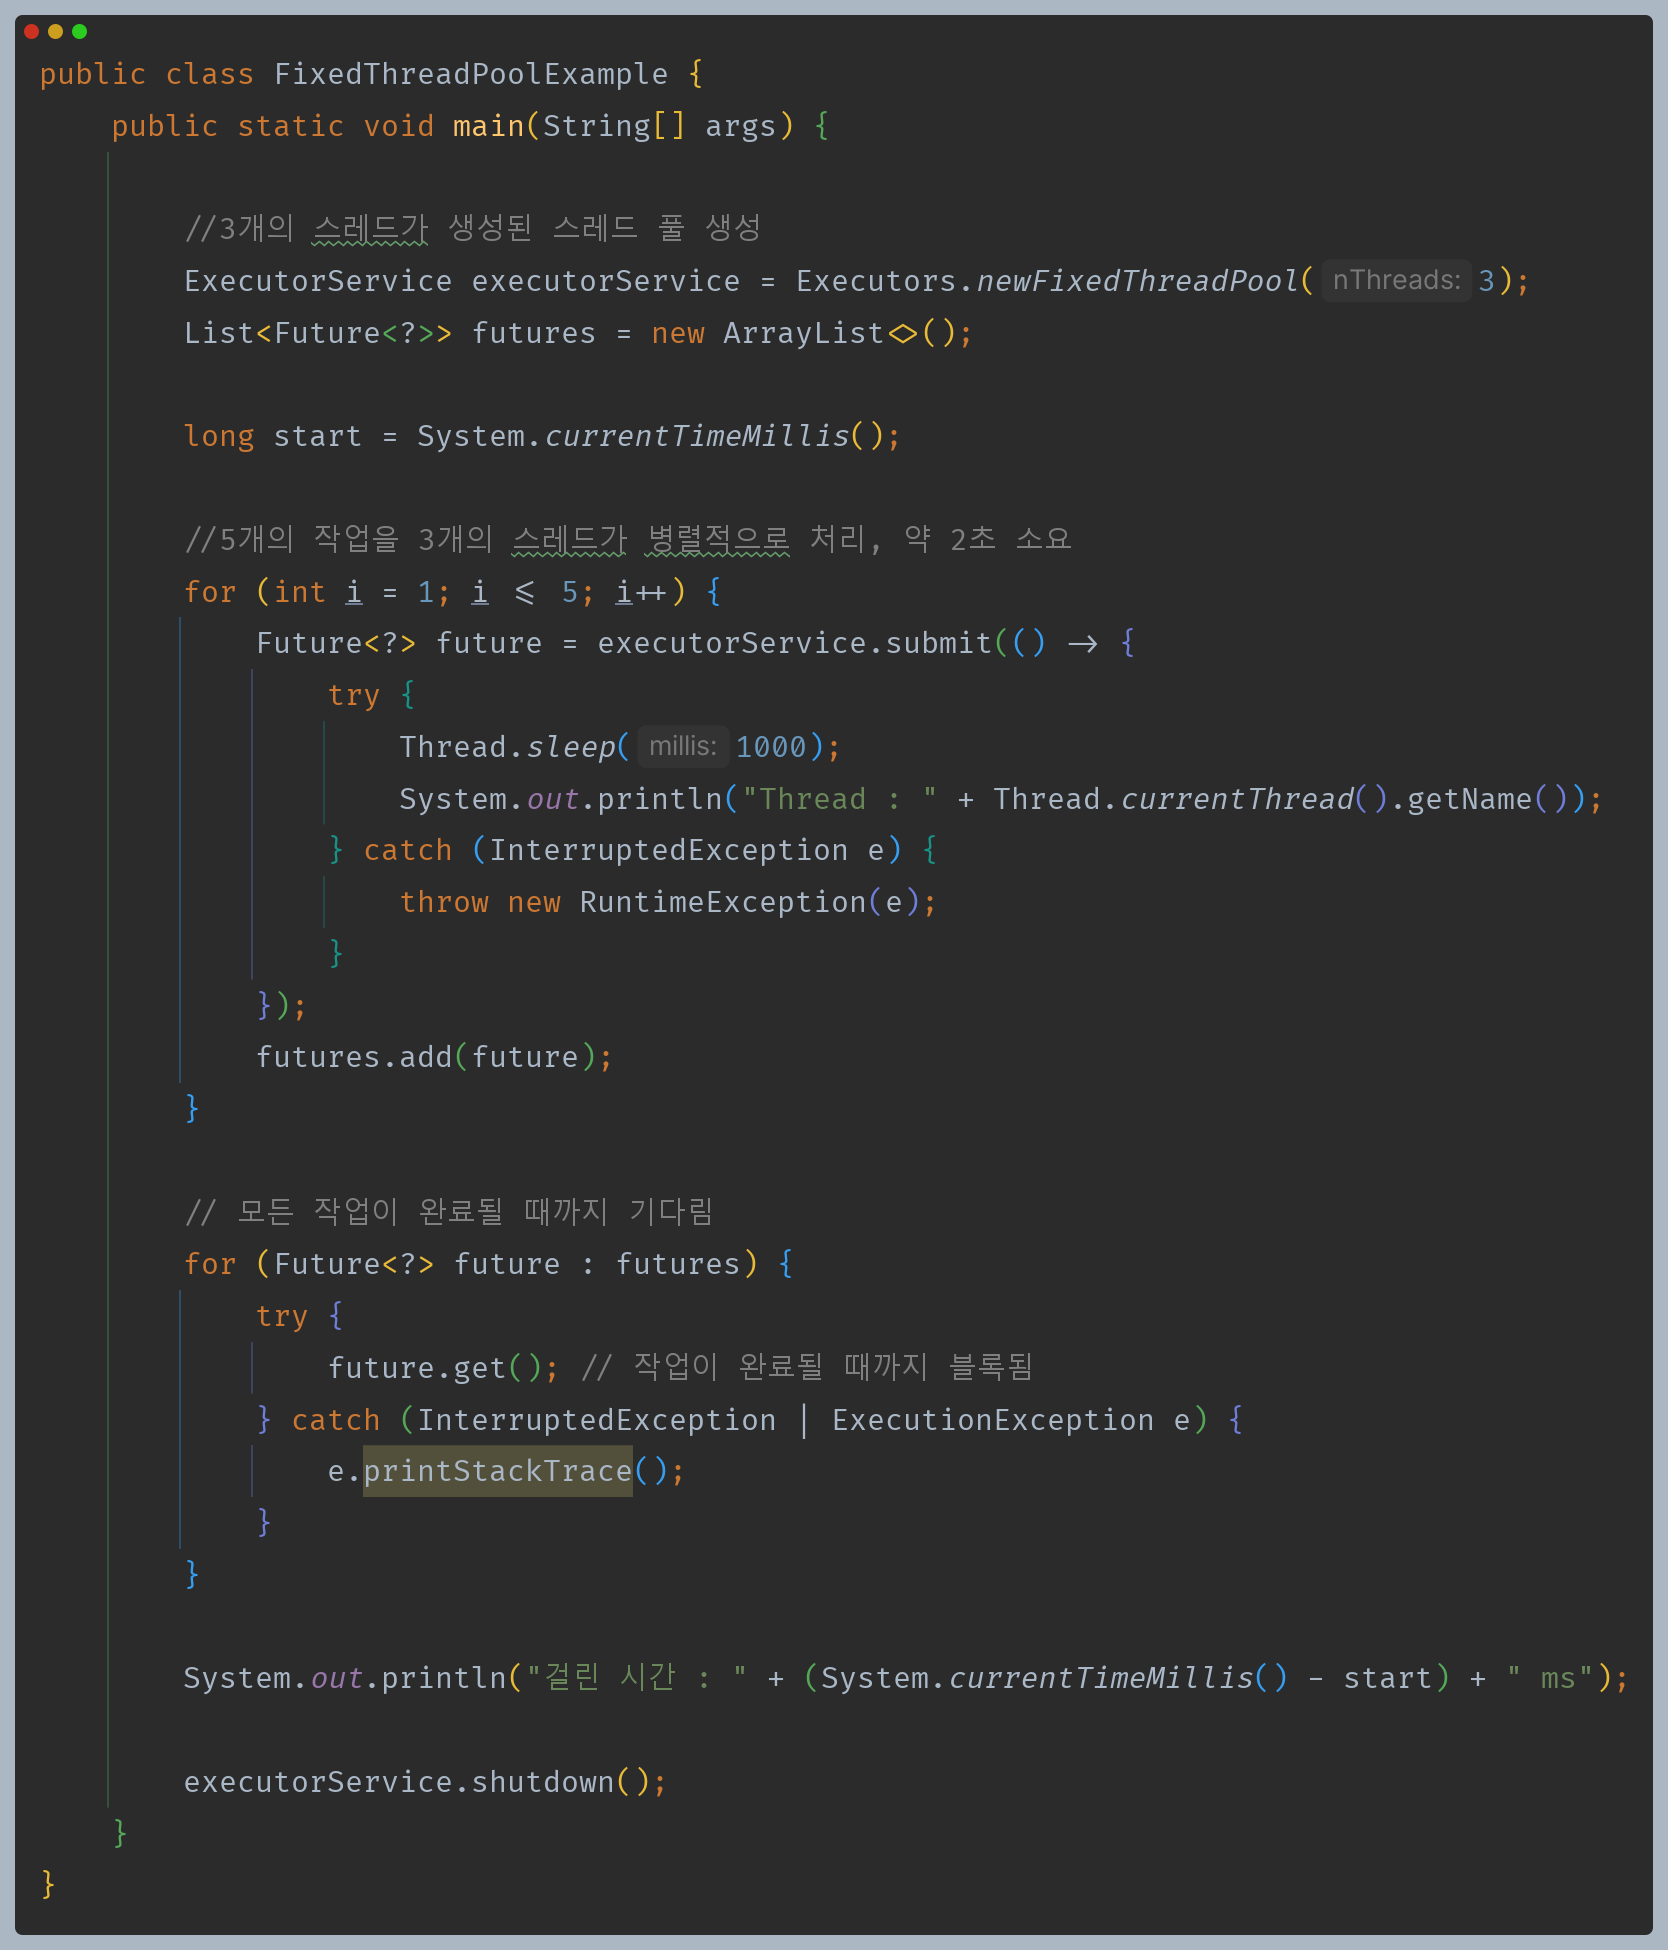 public class FixedThreadPoolExample {
public static void main(String[] args) {
//3개의 스레드가 생성된 스레드 풀 생성
ExecutorService executorService = Executors.newFixedThreadPool( nThreads: 3);
List<Future<?>> futures = new ArrayList<>();
long start = System.currentTimeMillis();
//5개의 작업을 3개의 스레드가 병렬적으로 처리, 약 2초 소요
for (int i = 1; i <= 5; i++) {
Future<?> future = executorService.submit(() -> {
try {
Thread.sleep( millis: 1000);
System.out.println("Thread : " + Thread.currentThread().getName());
} catch (InterruptedException e) {
throw new RuntimeException(e);
}
});
futures.add(future);
}
// 모든 작업이 완료될 때까지 기다림
for (Future<?> future : futures) {
try {
future.get(); // 작업이 완료될 때까지 블록됨
} catch (InterruptedException | ExecutionException e) {
e.printStackTrace();
}
}
System.out.println("걸린 시간 : " + (System.currentTimeMillis() - start) + " ms");
executorService.shutdown();
}
}